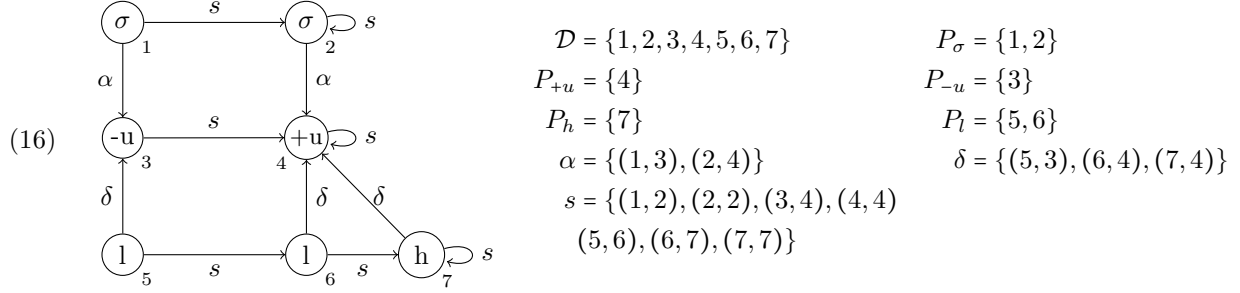 (16)
σ 1 s σ 2 s
α α
-u 3 s +u 4 s
δ δ δ
l 5 s l 6 s h 7 s
𝒟 = {1, 2, 3, 4, 5, 6, 7} P_σ = {1, 2}
P_{+u} = {4} P_{-u} = {3}
P_h = {7} P_l = {5, 6}
α = {(1, 3), (2, 4)} δ = {(5, 3), (6, 4), (7, 4)}
s = {(1, 2), (2, 2), (3, 4), (4, 4)
(5, 6), (6, 7), (7, 7)}